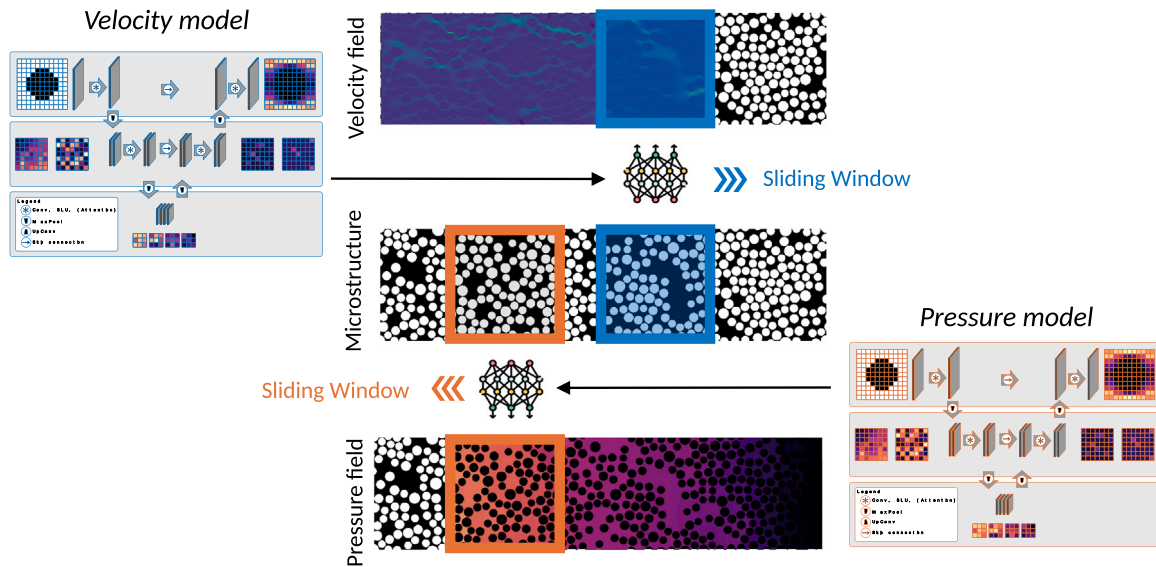 Velocity model
Velocity field
Sliding Window
Legend
Conv, SLU, (Attention)
MaxPool
UpConv
Skip connection
Microstructure
Pressure model
Sliding Window
Pressure field
Legend
Conv, SLU, (Attention)
MaxPool
UpConv
Skip connection